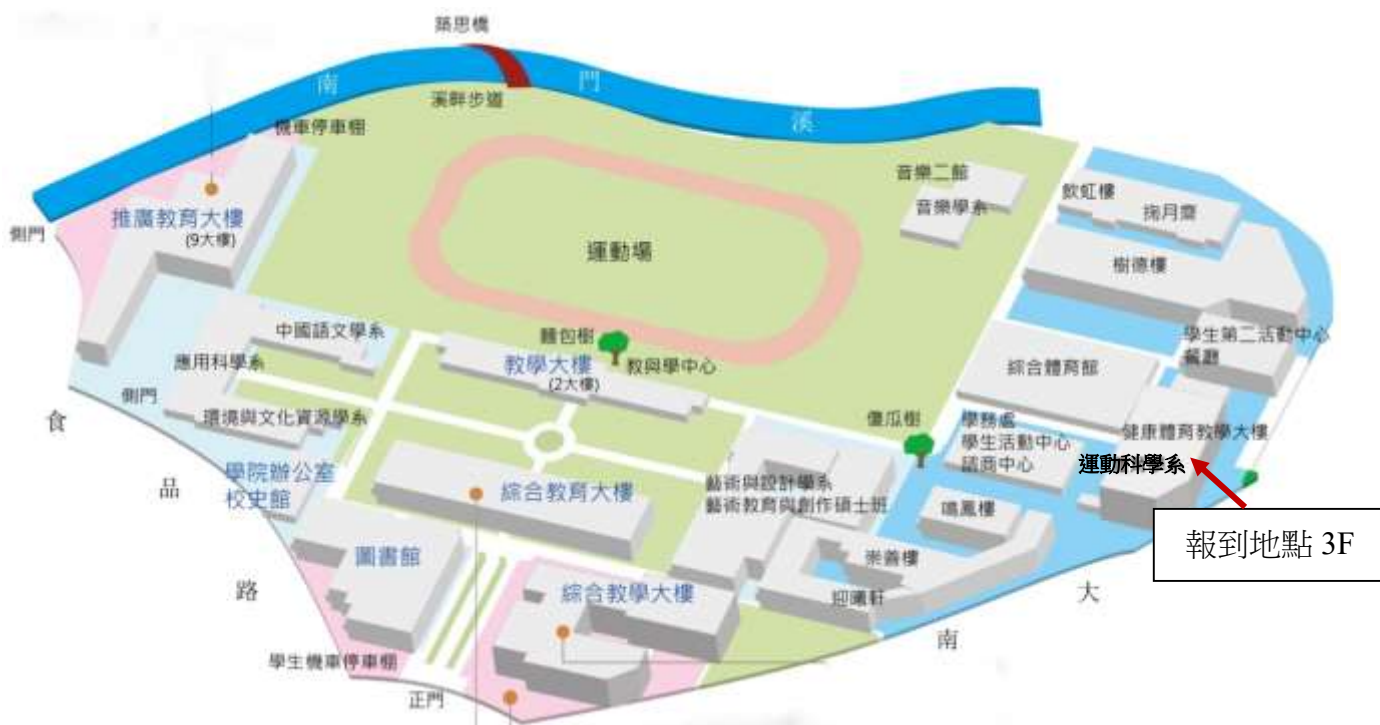 築思橋
南
門
溪
溪畔步道
機車停車棚
側門
推廣教育大樓
(9大樓)
運動場
音樂二館
音樂學系
飲虹樓
掬月齋
樹德樓
學生第二活動中心
餐廳
中國語文學系
應用科學系
側門
環境與文化資源學系
麵包樹
教學大樓
(2大樓)
教與學中心
綜合體育館
傻瓜樹
學務處
學生活動中心
諮商中心
健康體育教學大樓
運動科學系
報到地點 3F
食
品
路
學院辦公室
校史館
綜合教育大樓
藝術與設計學系
藝術教育與創作碩士班
鳴鳳樓
崇善樓
迎曦軒
圖書館
綜合教學大樓
大
南
學生機車停車棚
正門